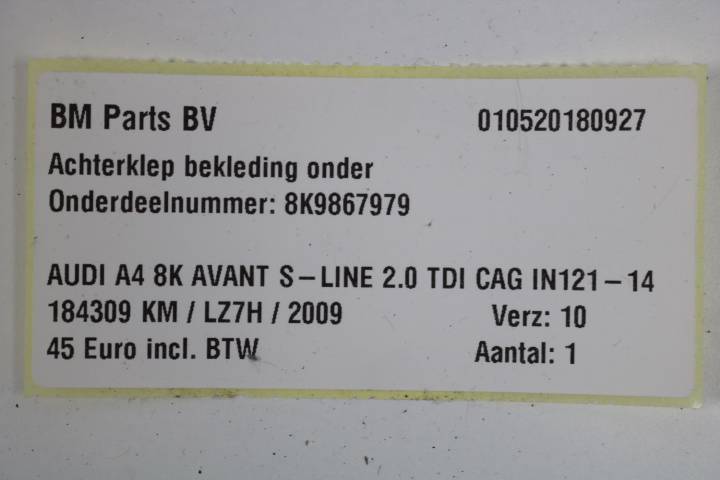 BM Parts BV 010520180927
Achterklep bekleding onder
Onderdeelnummer: 8K9867979
AUDI A4 8K AVANT S-LINE 2.0 TDI CAG IN121-14
184309 KM / LZ7H / 2009 Verz: 10
45 Euro incl. BTW Aantal: 1